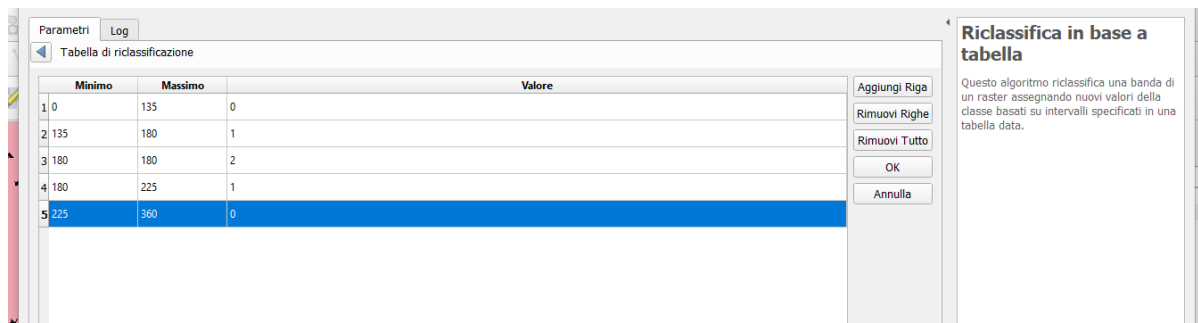 Parametri Log
Tabella di riclassificazione
Minimo Massimo Valore
1 0 135 0
2 135 180 1
3 180 180 2
4 180 225 1
5 225 360 0
Aggiungi Riga
Rimuovi Righe
Rimuovi Tutto
OK
Annulla
Riclassifica in base a
tabella
Questo algoritmo riclassifica una banda di
un raster assegnando nuovi valori della
classe basati su intervalli specificati in una
tabella data.